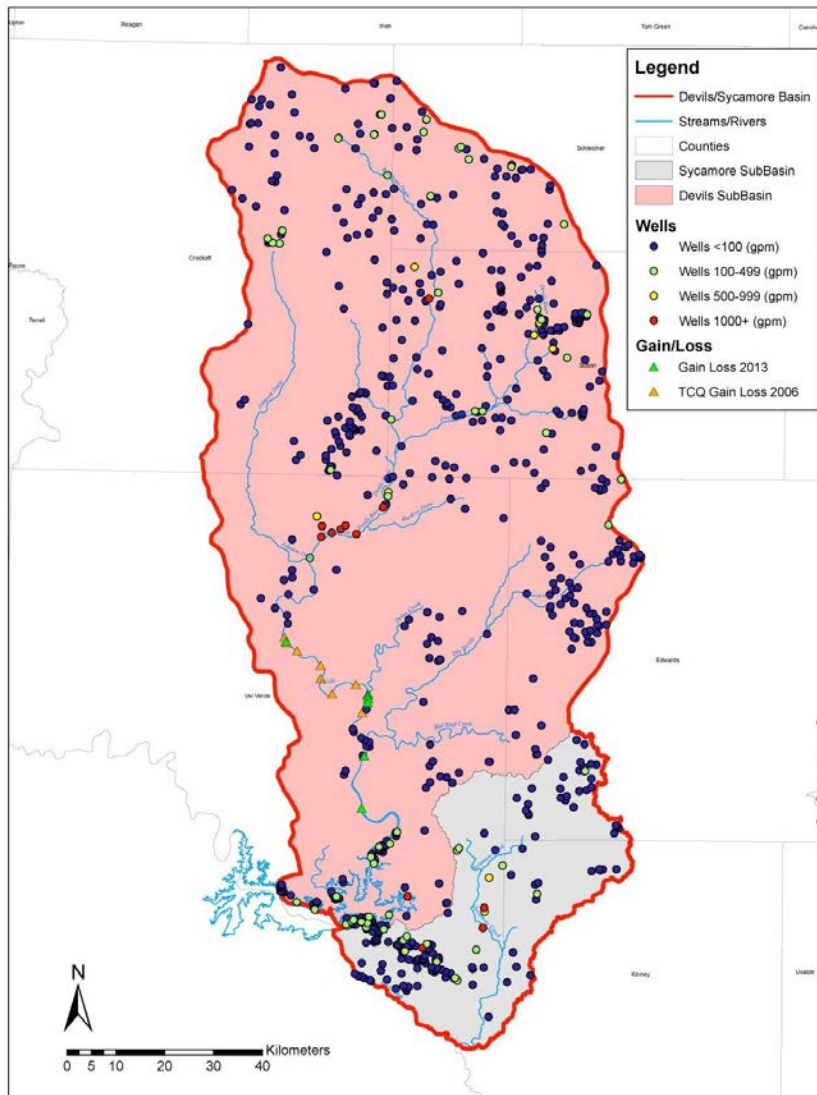 Upton
Reagan
Irion
Tom Green
Concho
Legend
Devils/Sycamore Basin
Streams/Rivers
Counties
Sycamore SubBasin
Devils SubBasin
Wells
Wells <100 (gpm)
Wells 100-499 (gpm)
Wells 500-999 (gpm)
Wells 1000+ (gpm)
Gain/Loss
Gain Loss 2013
TCQ Gain Loss 2006
Schleicher
Crockett
Pecos
Terrell
Sutton
Edwards
Val Verde
Kinney
Uvalde
N
Kilometers
0 5 10 20 30 40